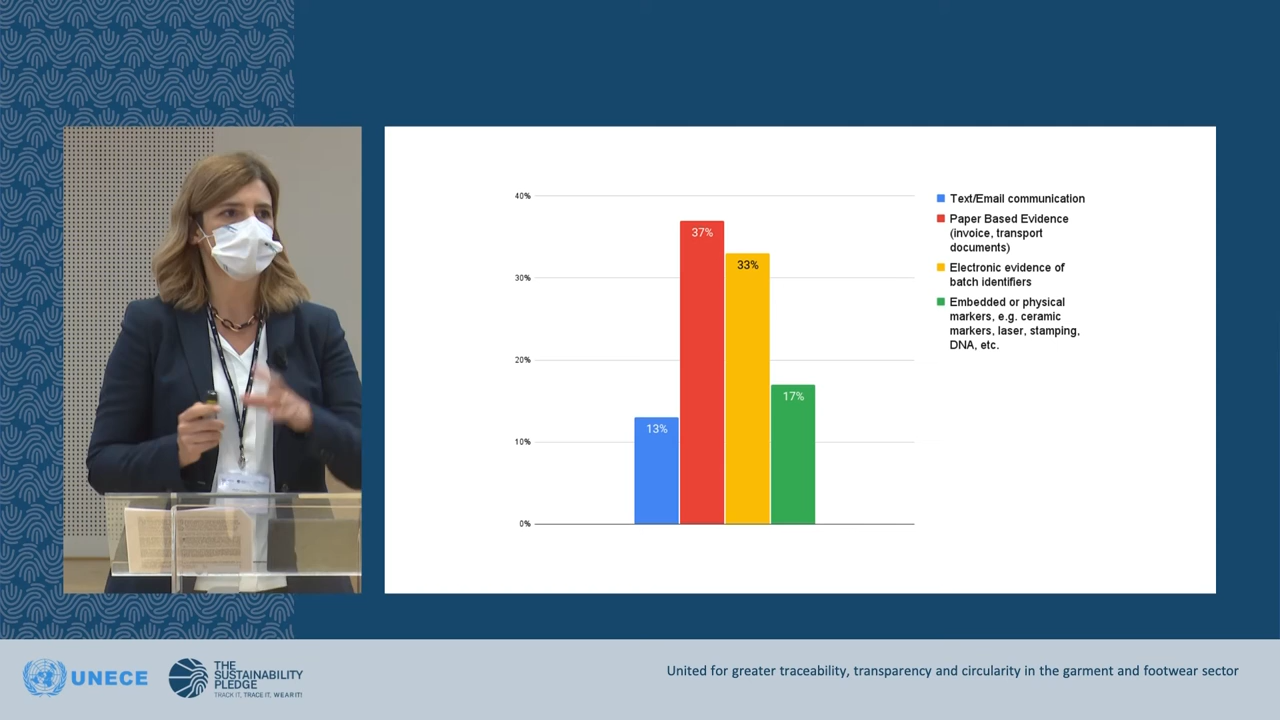 40%
30%
20%
10%
0%
37%
33%
17%
13%
Text/Email communication
Paper Based Evidence
(invoice, transport
documents)
Electronic evidence of
batch identifiers
Embedded or physical
markers, e.g. ceramic
markers, laser, stamping,
DNA, etc.
UNECE
THE
SUSTAINABILITY
PLEDGE
TRACK IT, TRACE IT, WEAR IT!
United for greater traceability, transparency and circularity in the garment and footwear sector